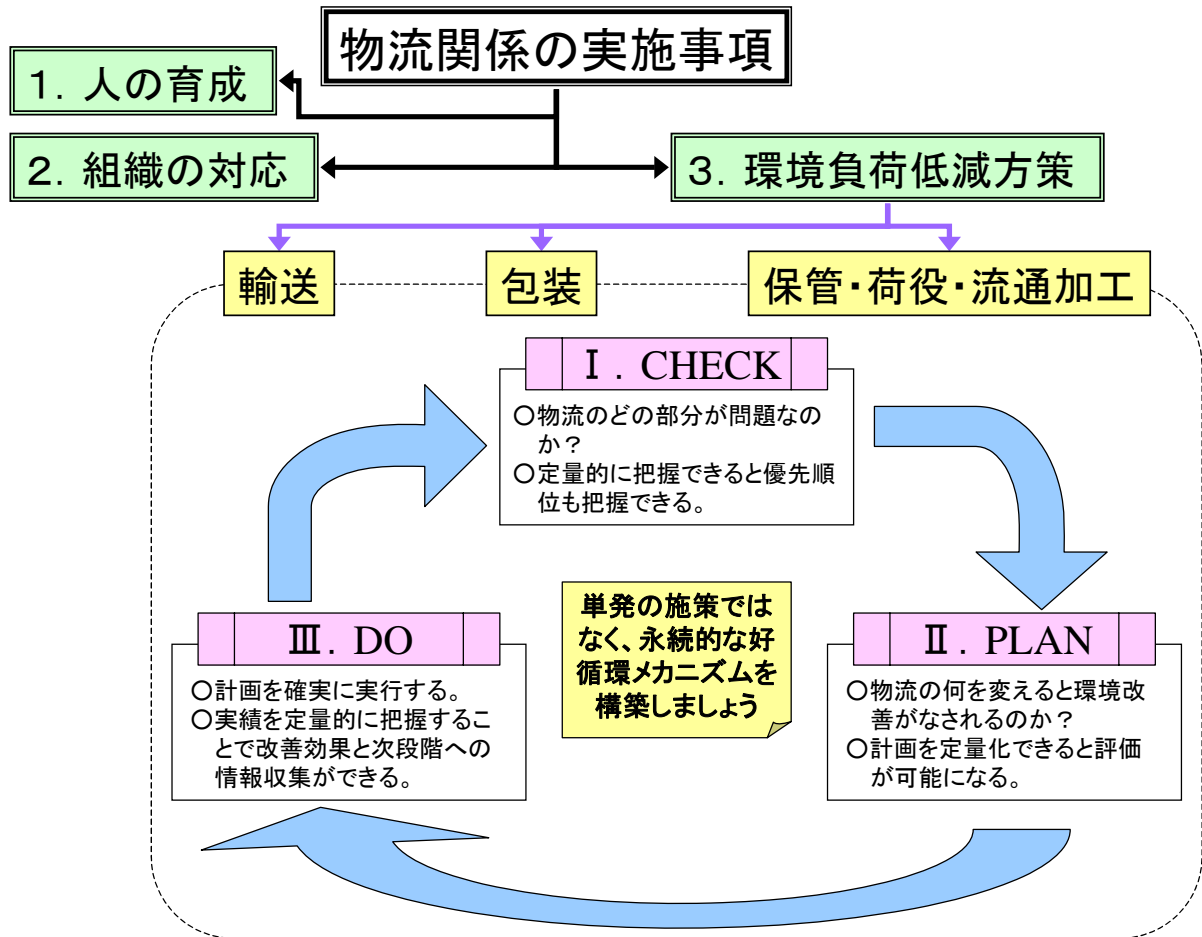 物流関係の実施事項
1．人の育成
2．組織の対応
3．環境負荷低減方策
輸送
包装
保管・荷役・流通加工
Ⅰ．CHECK
○物流のどの部分が問題なの
か？
○定量的に把握できると優先順
位も把握できる。
単発の施策では
なく、永続的な好
循環メカニズムを
構築しましょう
Ⅲ．DO
○計画を確実に実行する。
○実績を定量的に把握するこ
とで改善効果と次段階への
情報収集ができる。
Ⅱ．PLAN
○物流の何を変えると環境改
善がなされるのか？
○計画を定量化できると評価
が可能になる。